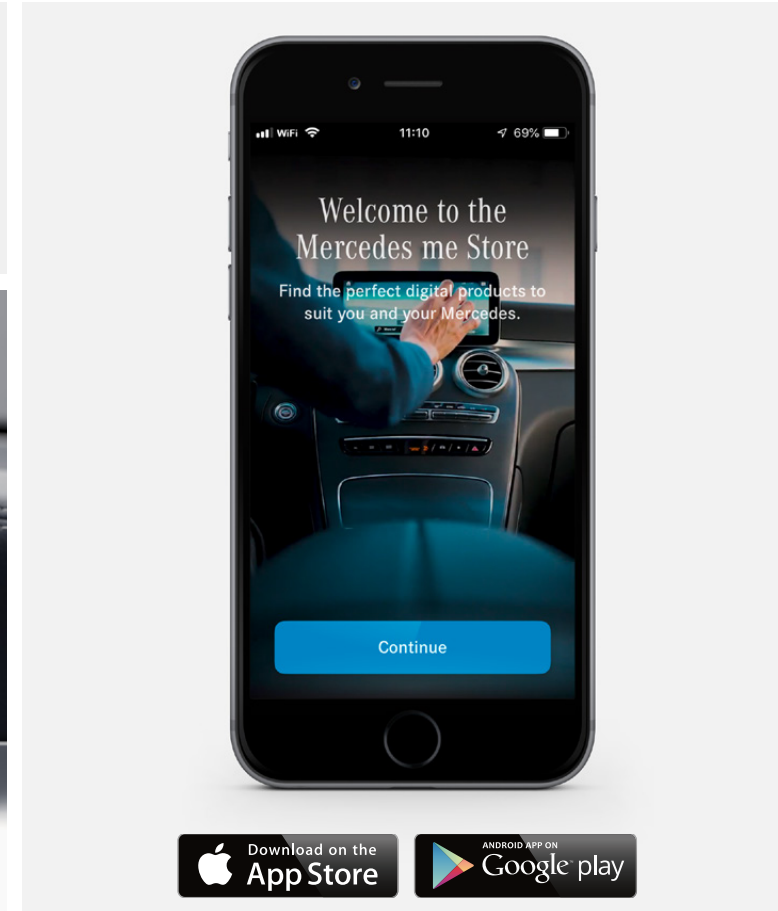 WiFi 11:10 69%
Welcome to the
Mercedes me Store
Find the perfect digital products to
suit you and your Mercedes.
Continue
Download on the
App Store
ANDROID APP ON
Google play